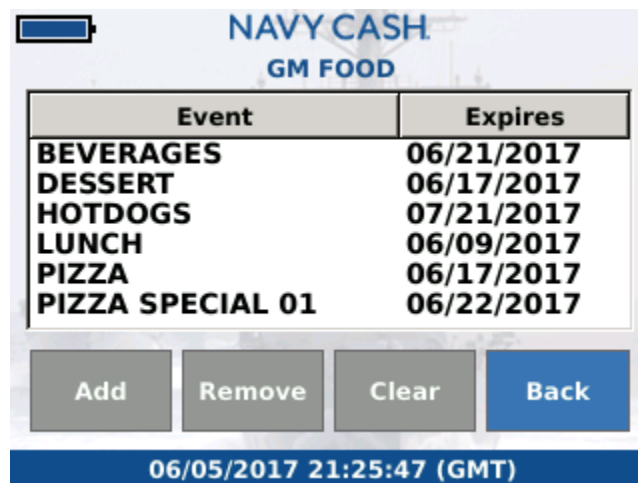 NAVY CASH.
GM FOOD
Event Expires
BEVERAGES 06/21/2017
DESSERT 06/17/2017
HOTDOGS 07/21/2017
LUNCH 06/09/2017
PIZZA 06/17/2017
PIZZA SPECIAL 01 06/22/2017
Add Remove Clear Back
06/05/2017 21:25:47 (GMT)